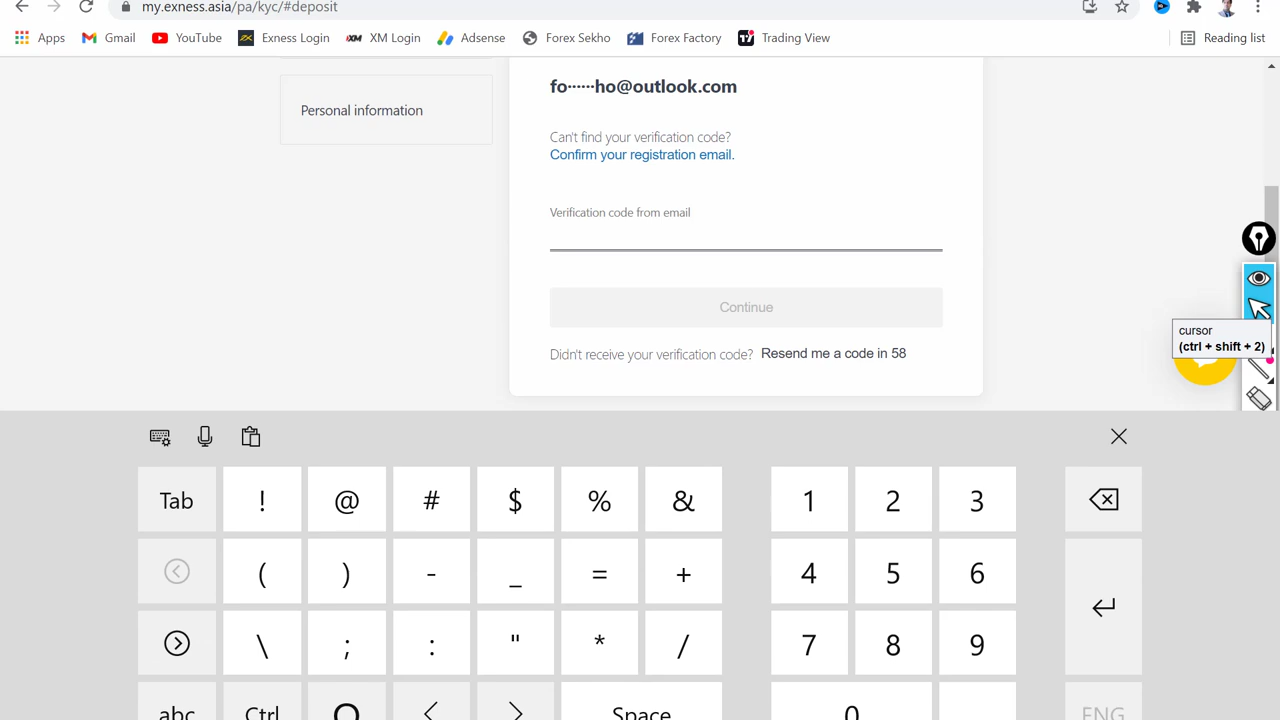 my.exness.asia/pa/kyc/#deposit
Apps Gmail YouTube Exness Login XM XM Login Adsense Forex Sekho Forex Factory Trading View Reading list
fo······ho@outlook.com
Personal information
Can't find your verification code?
Confirm your registration email.
Verification code from email
Continue
cursor
(ctrl + shift + 2)
Didn't receive your verification code? Resend me a code in 58
Tab ! @ # $ % & 1 2 3
( ) - _ = + 4 5 6
\ ; : " * / 7 8 9
abc Ctrl < > Space 0 ENG